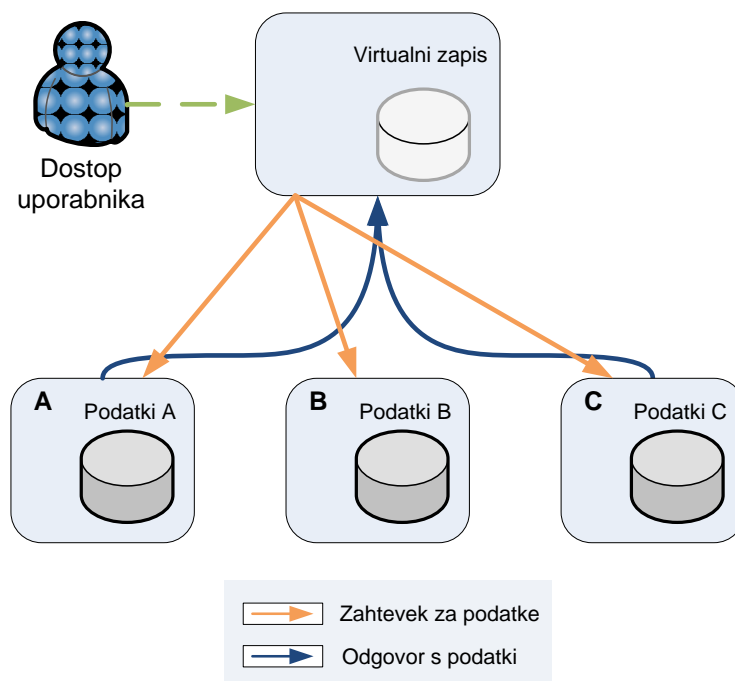 Virtualni zapis
Dostop
uporabnika
A
Podatki A
B
Podatki B
C
Podatki C
Zahtevek za podatke
Odgovor s podatki